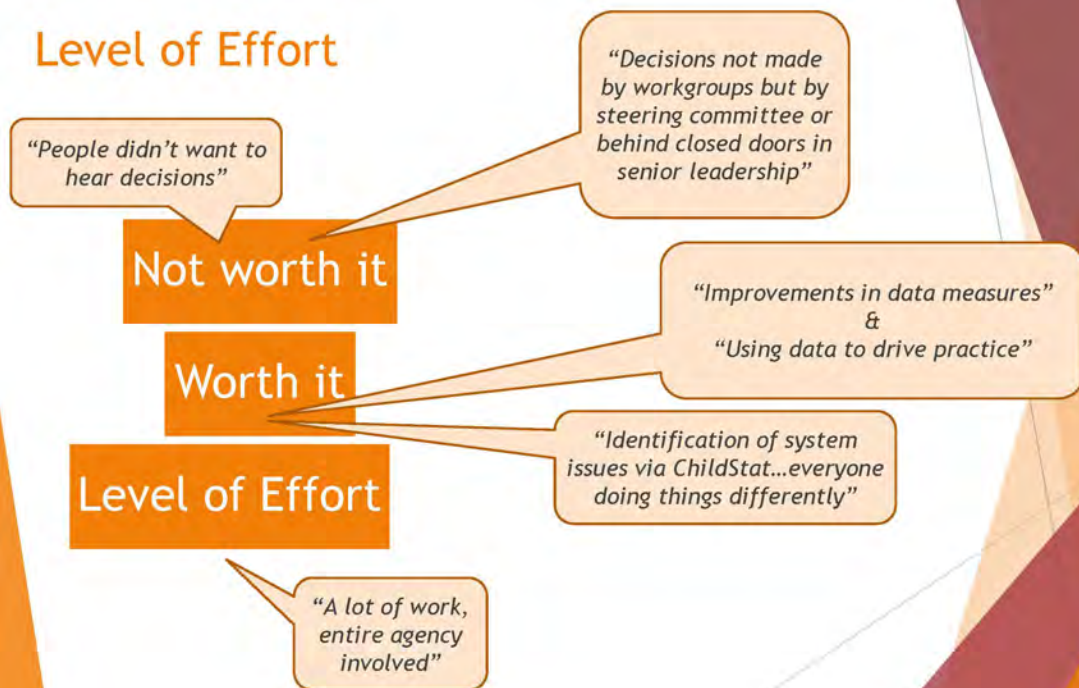 Level of Effort
“People didn’t want to
hear decisions”
“Decisions not made
by workgroups but by
steering committee or
behind closed doors in
senior leadership”
Not worth it
“Improvements in data measures”
&
“Using data to drive practice”
Worth it
“Identification of system
issues via ChildStat…everyone
doing things differently”
Level of Effort
“A lot of work,
entire agency
involved”